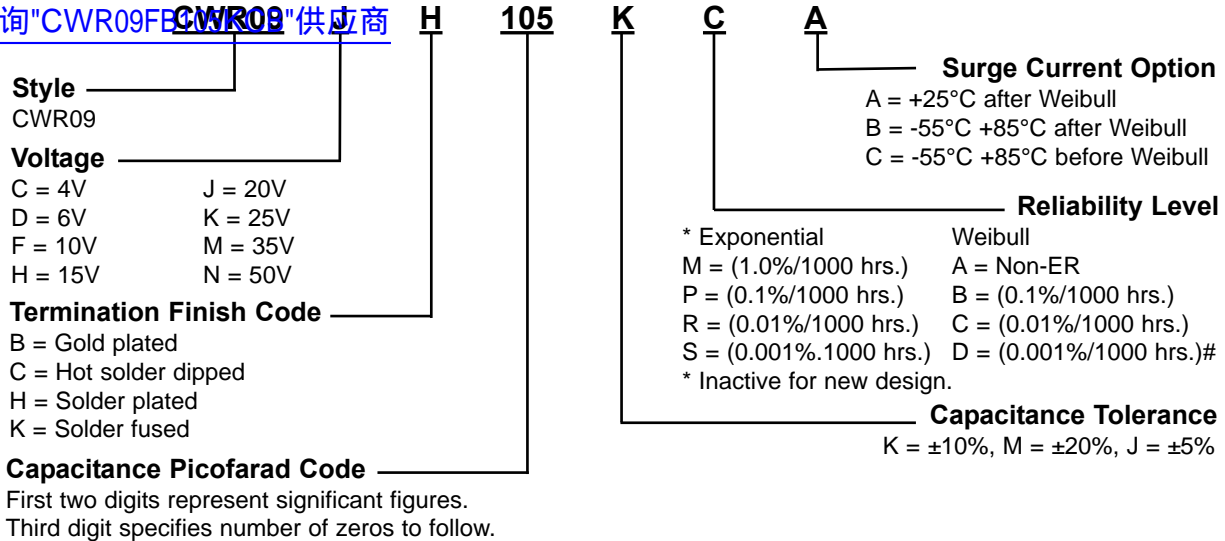 询"CWR09FB105KCB"供应商
CWR09 J H 105 K C A
Style
CWR09
Voltage
C = 4V J = 20V
D = 6V K = 25V
F = 10V M = 35V
H = 15V N = 50V
Termination Finish Code
B = Gold plated
C = Hot solder dipped
H = Solder plated
K = Solder fused
Capacitance Picofarad Code
First two digits represent significant figures.
Third digit specifies number of zeros to follow.
Surge Current Option
A = +25°C after Weibull
B = -55°C +85°C after Weibull
C = -55°C +85°C before Weibull
Reliability Level
* Exponential Weibull
M = (1.0%/1000 hrs.) A = Non-ER
P = (0.1%/1000 hrs.) B = (0.1%/1000 hrs.)
R = (0.01%/1000 hrs.) C = (0.01%/1000 hrs.)
S = (0.001%.1000 hrs.) D = (0.001%/1000 hrs.)#
* Inactive for new design.
Capacitance Tolerance
K = ±10%, M = ±20%, J = ±5%